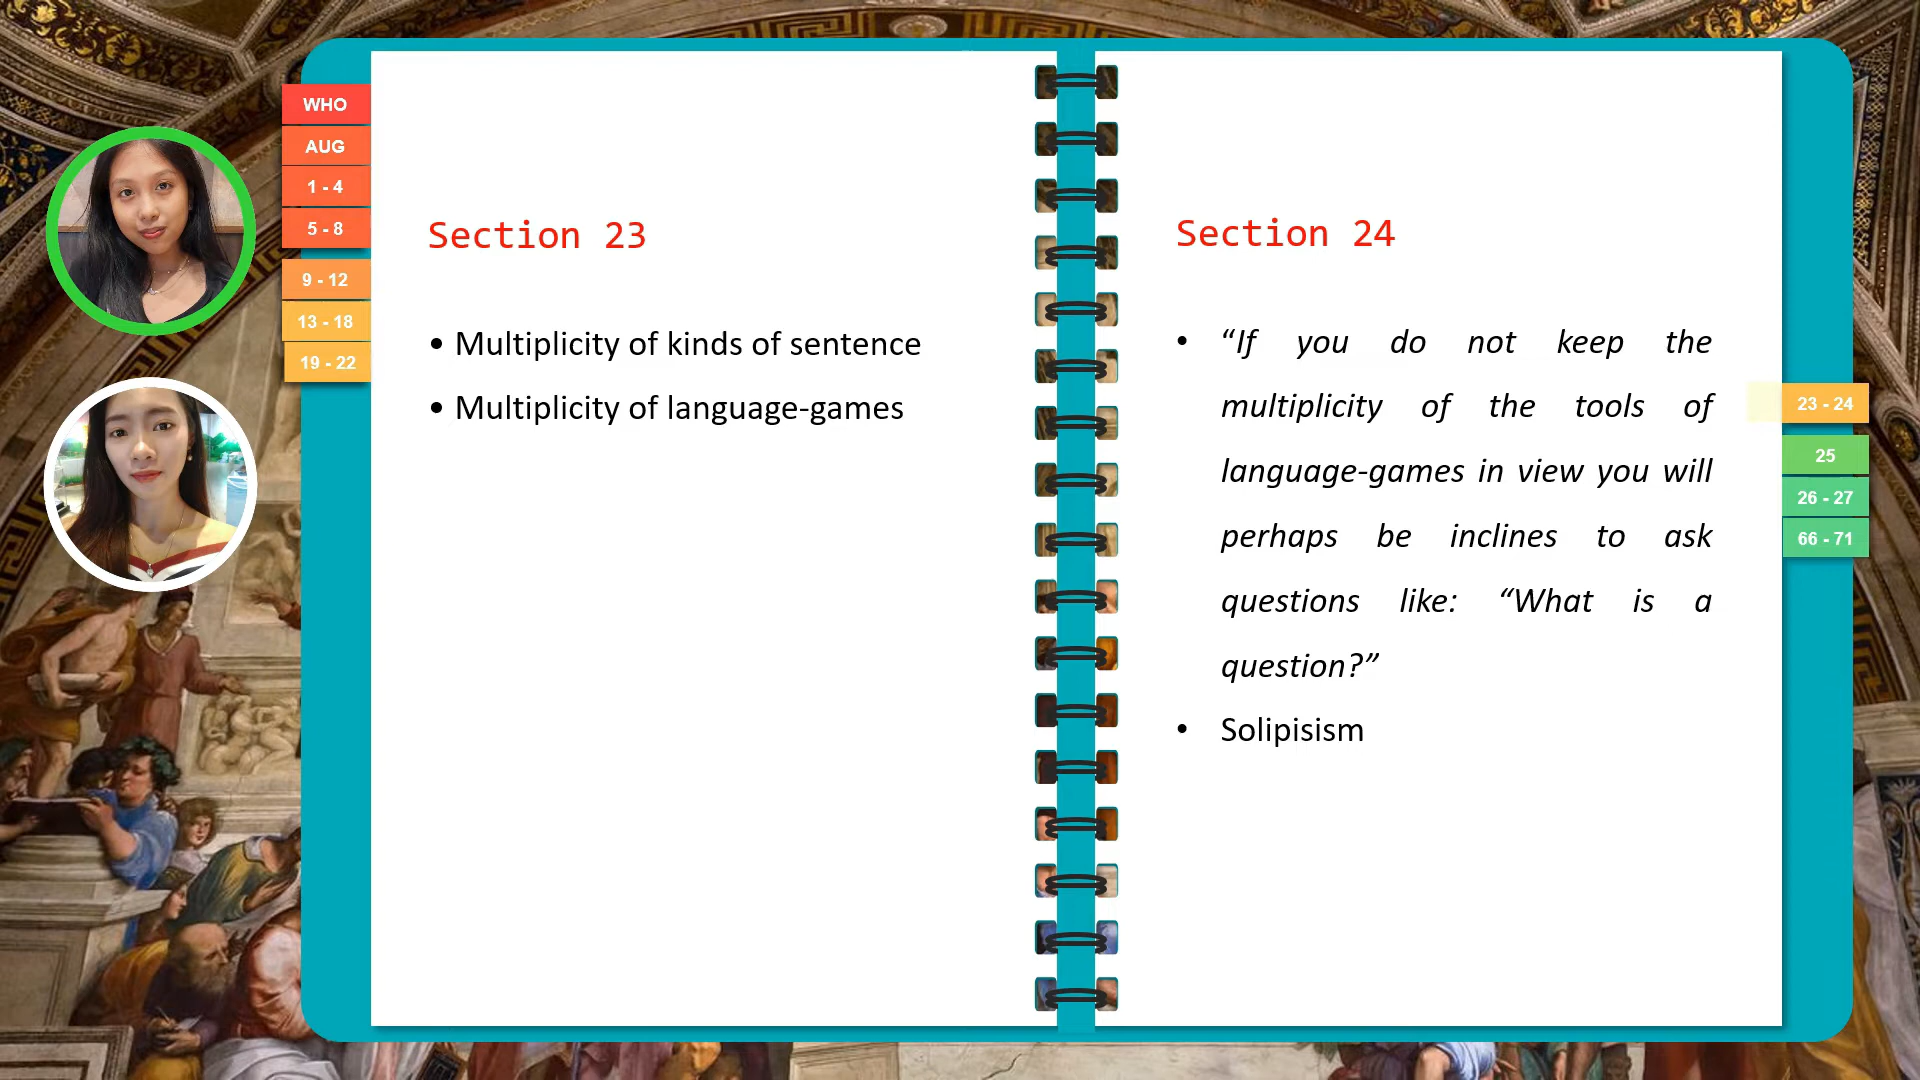 WHO
AUG
1 - 4
5 - 8
9 - 12
13 - 18
19 - 22
Section 23
• Multiplicity of kinds of sentence
• Multiplicity of language-games
Section 24
• “If you do not keep the
multiplicity of the tools of
language-games in view you will
perhaps be inclines to ask
questions like: “What is a
question?”
• Solipisism
23 - 24
25
26 - 27
66 - 71